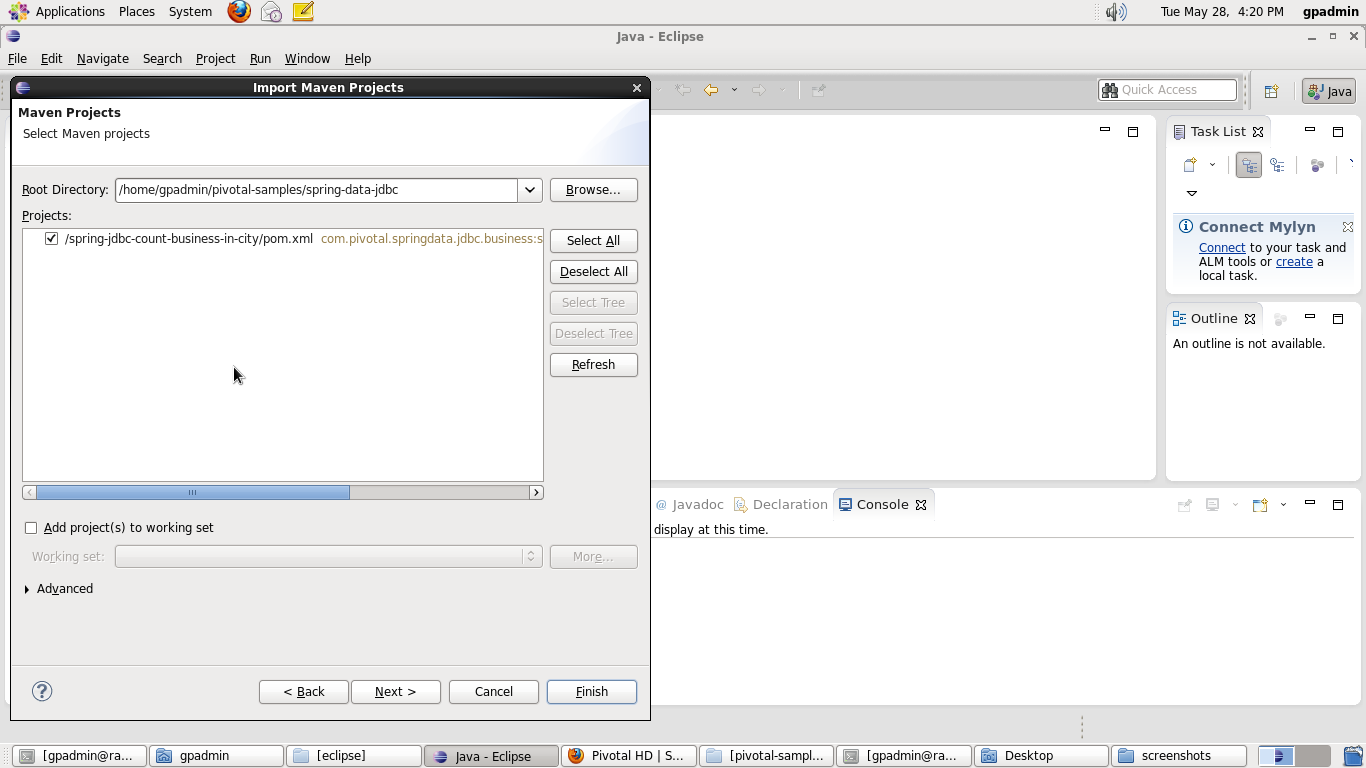 Applications Places System
Tue May 28, 4:20 PM gpadmin
Java - Eclipse
File Edit Navigate Search Project Run Window Help
Import Maven Projects
Quick Access
Java
Maven Projects
Select Maven projects
Task List
Root Directory: /home/gpadmin/pivotal-samples/spring-data-jdbc Browse...
Projects:
/spring-jdbc-count-business-in-city/pom.xml com.pivotal.springdata.jdbc.business:s
Select All
Deselect All
Select Tree
Deselect Tree
Refresh
Connect Mylyn
Connect to your task and
ALM tools or create a
local task.
Outline
An outline is not available.
Javadoc Declaration Console
display at this time.
Add project(s) to working set
Working set: More...
Advanced
< Back Next > Cancel Finish
[gpadmin@ra... gpadmin [eclipse] Java - Eclipse Pivotal HD | S... [pivotal-sampl... [gpadmin@ra... Desktop screenshots